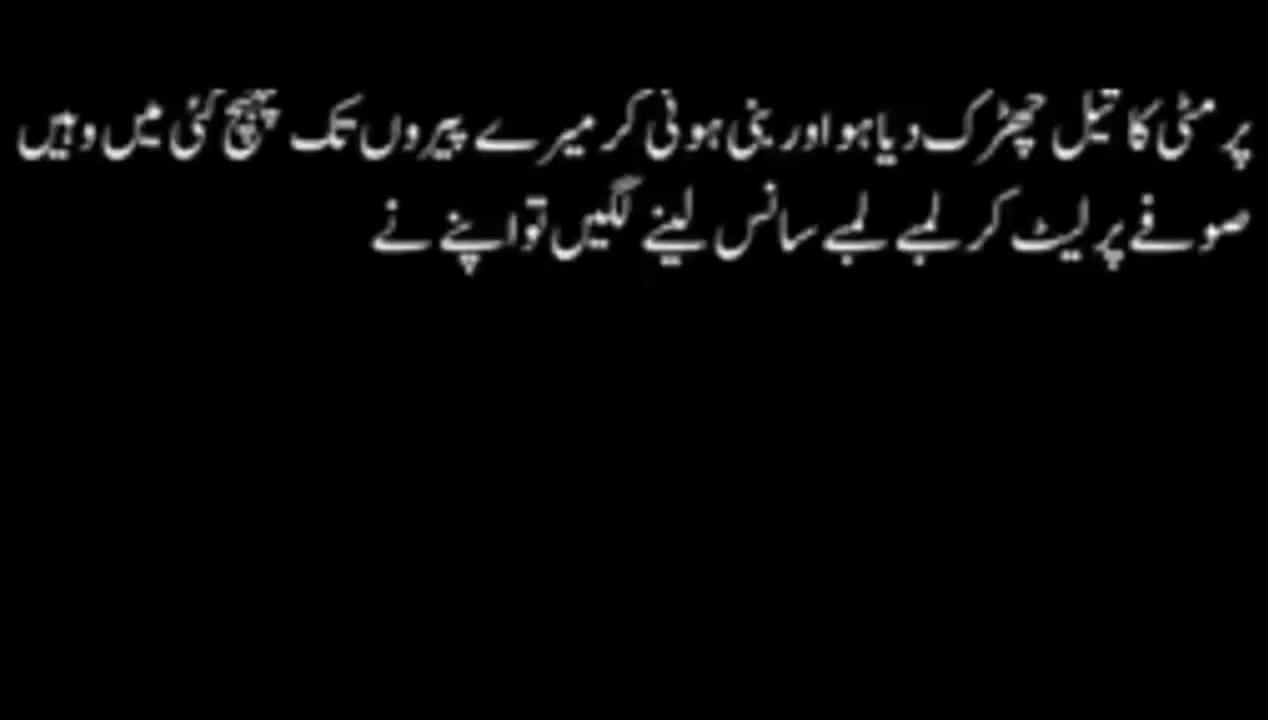 پر مٹی کا تیل چھڑک دیا ہو اور بنی ہوئی کر میرے پیروں تک پہنچ گئی میں وہیں
صوفے پر لیٹ کر لمبے لمبے سانس لینے لگیں تو اپنے نے